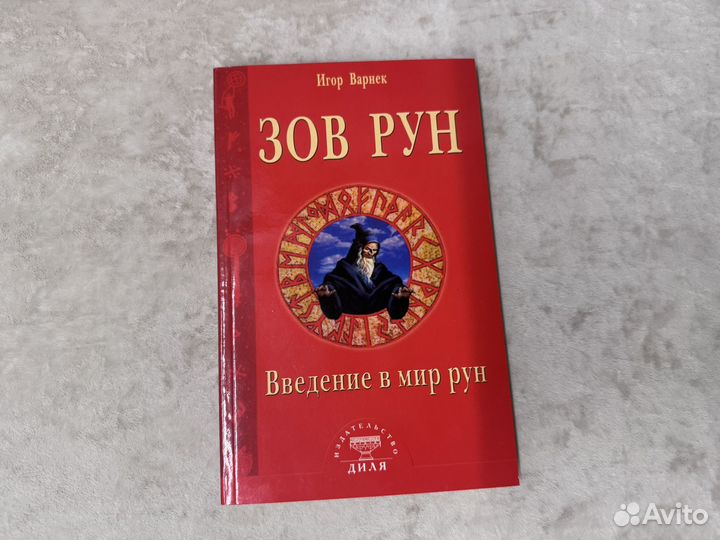 Игор Варнек
ЗОВ РУН
Введение в мир рун
ИЗДАТЕЛЬСТВО
ДИЛЯ
Avito